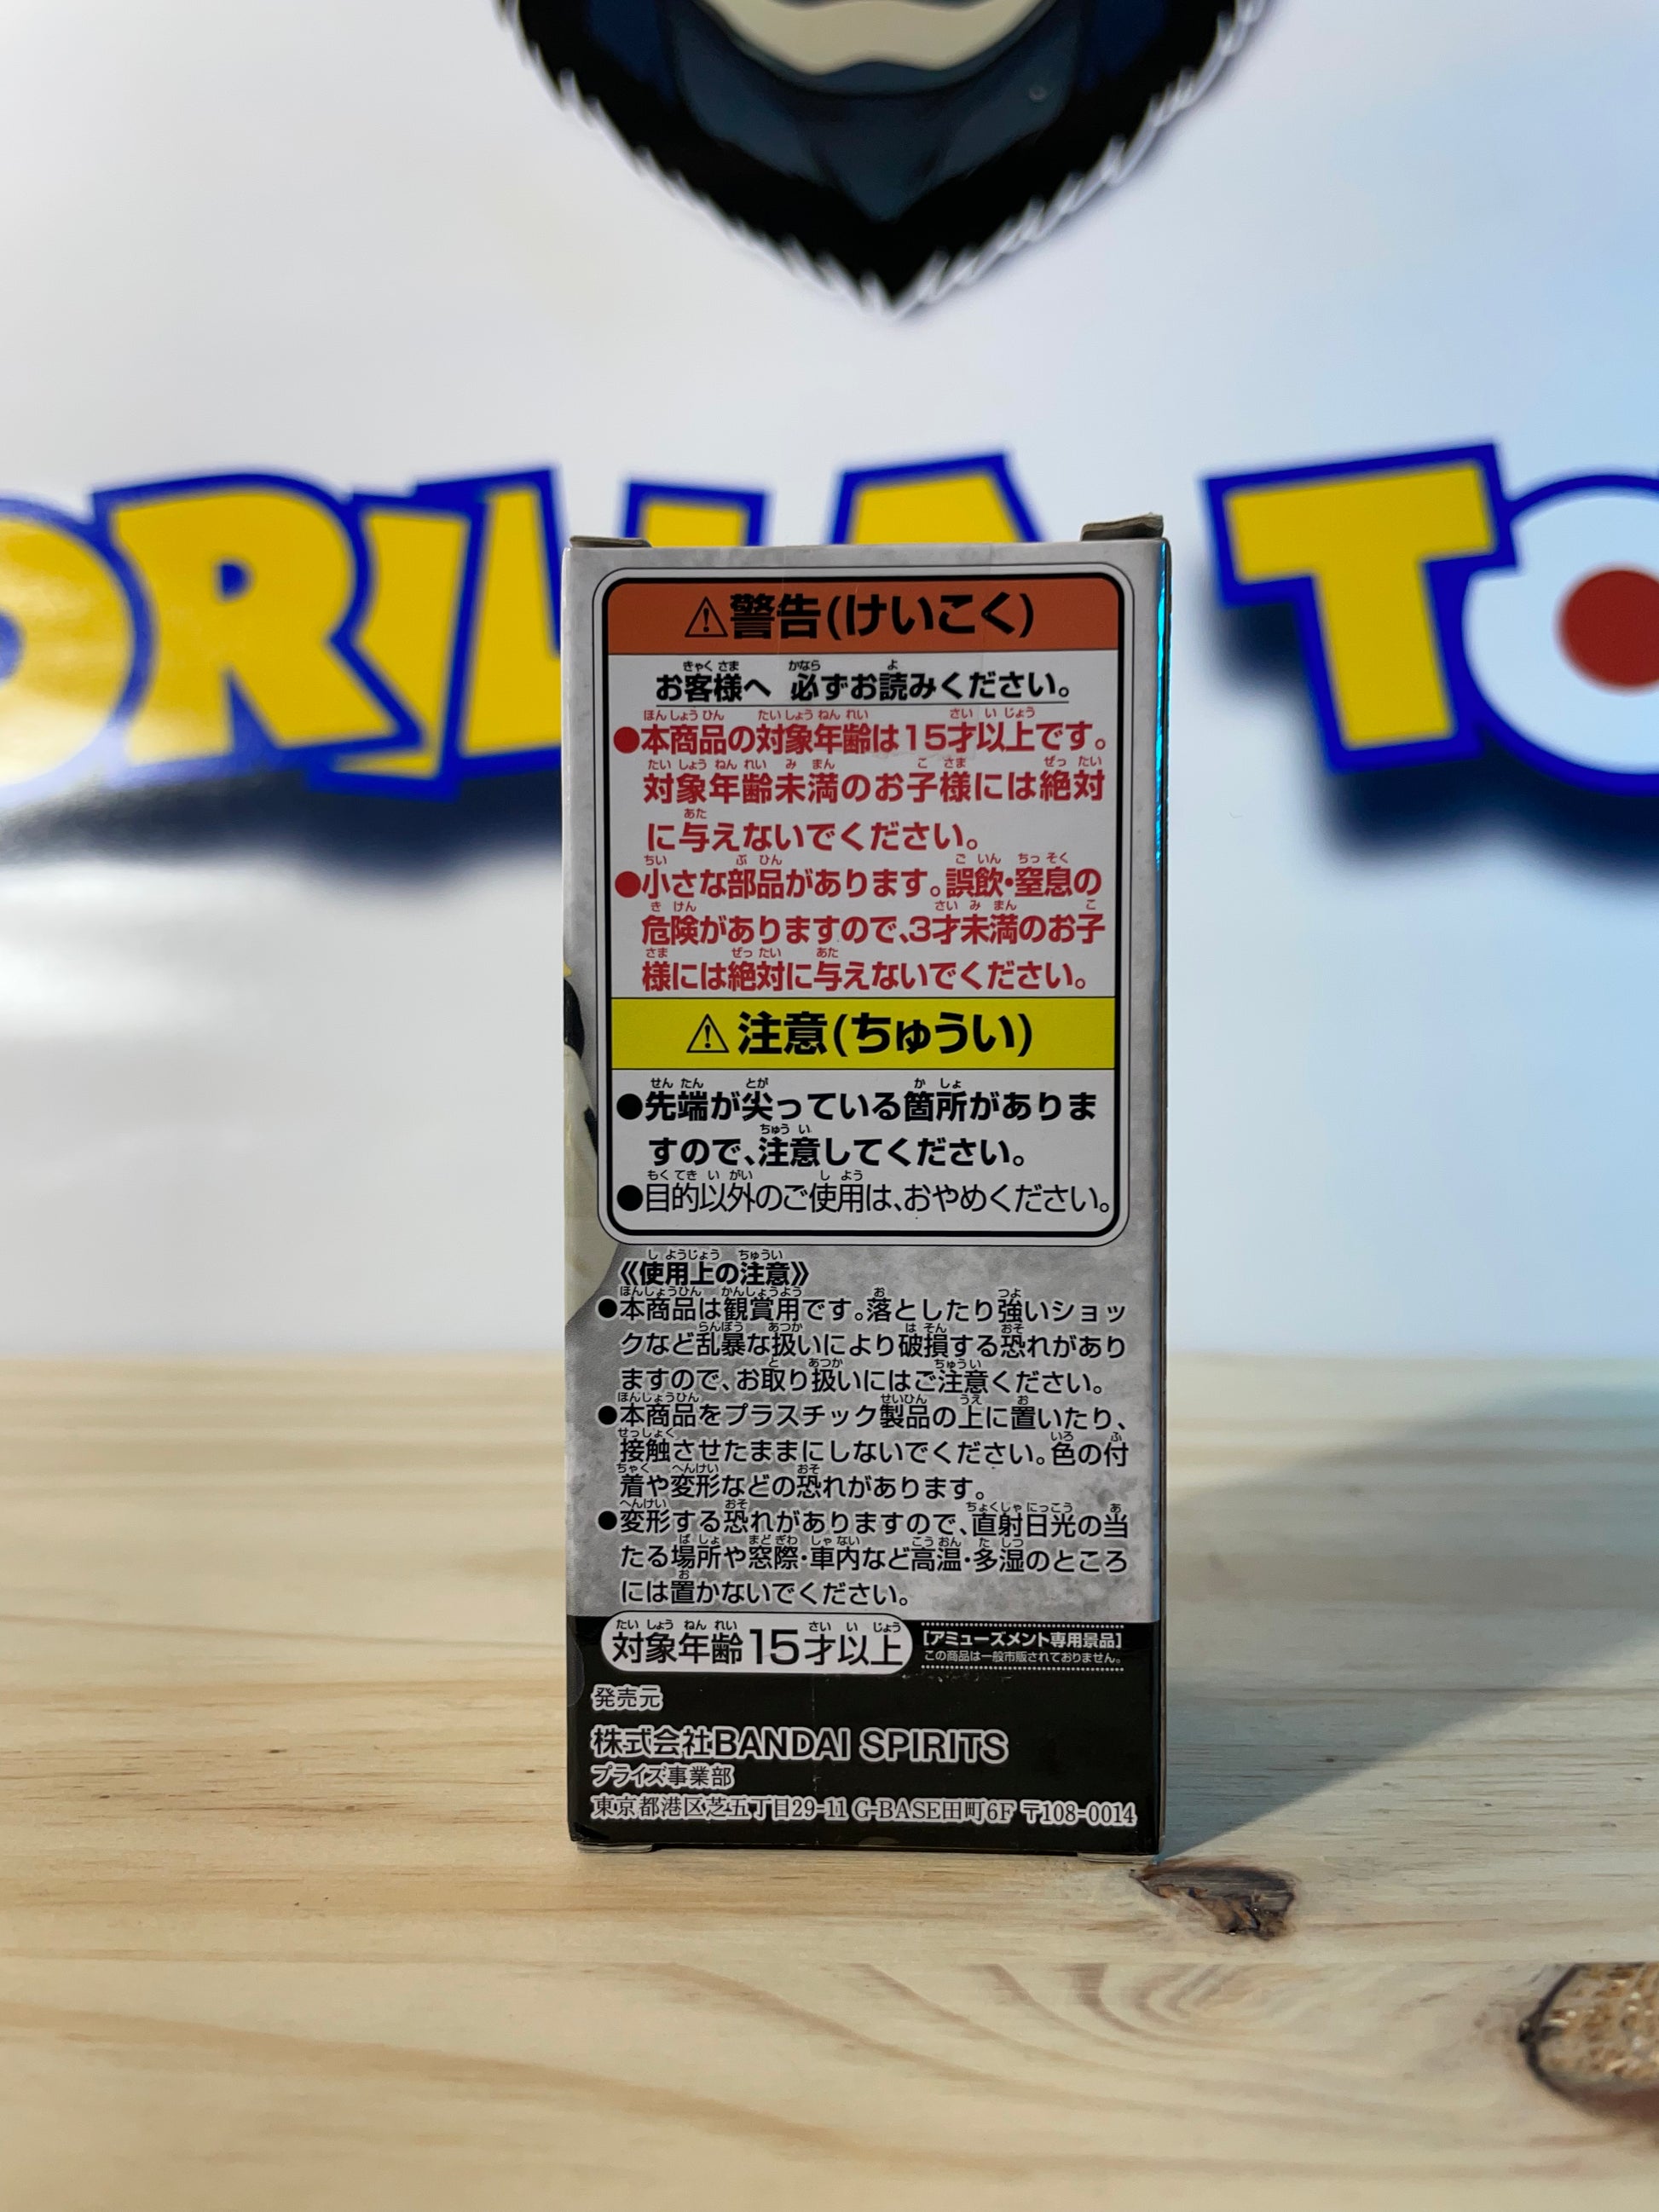 ORILLA TO
⚠警告(けいこく)
お客様へ 必ずお読みください。
●本商品の対象年齢は15才以上です。
対象年齢未満のお子様には絶対
に与えないでください。
●小さな部品があります。誤飲・窒息の
危険がありますので、3才未満のお子
様には絶対に与えないでください。
⚠注意(ちゅうい)
●先端が尖っている箇所がありま
すので、注意してください。
●目的以外のご使用は、おやめください。
《使用上の注意》
●本商品は観賞用です。落としたり強いショッ
クなど乱暴な扱いにより破損する恐れがあり
ますので、お取り扱いにはご注意ください。
●本商品をプラスチック製品の上に置いたり、
接触させたままにしないでください。色の付
着や変形などの恐れがあります。
●変形する恐れがありますので、直射日光の当
たる場所や窓際・車内など高温・多湿のところ
には置かないでください。
対象年齢15才以上
[アミューズメント専用景品]
この商品は一般市販されておりません。
発売元
株式会社BANDAI SPIRITS
プライズ事業部
東京都港区芝五丁目29-11 G-BASE田町6F 〒108-0014